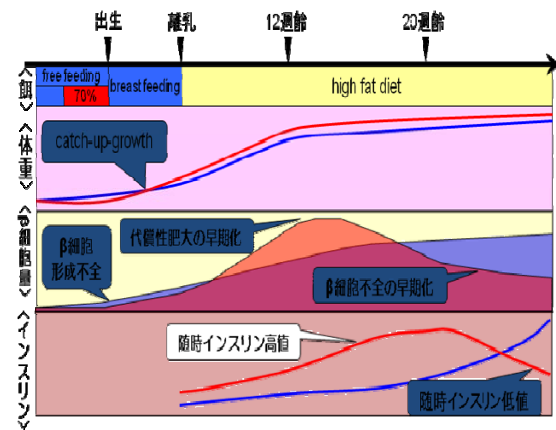 出生
離乳
12週齢
20週齢
<餌>
free feeding
70%
breast feeding
high fat diet
<体重>
catch-up-growth
<β細胞量>
β細胞
形成不全
代償性肥大の早期化
β細胞不全の早期化
<インスリン>
随時インスリン高値
随時インスリン低値